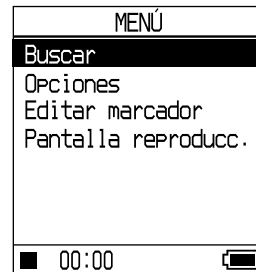 MENÚ
Buscar
Opciones
Editar marcador
Pantalla reproducc.
00:00